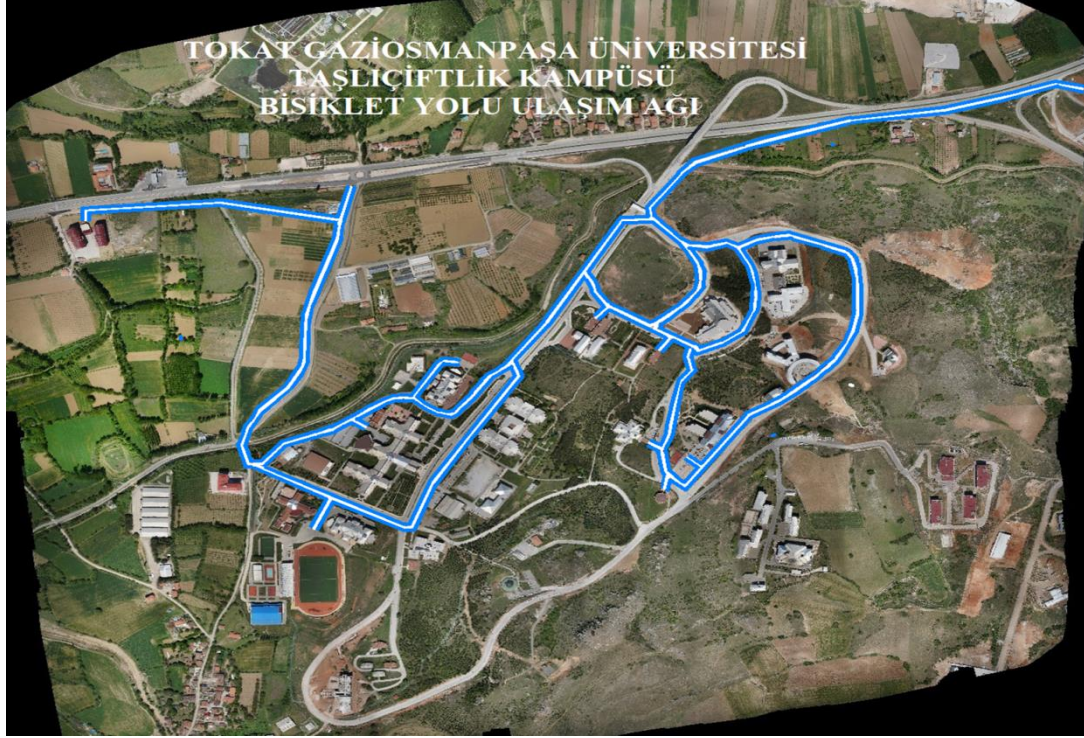 TOKAT GAZİOSMANPAŞA ÜNİVERSİTESİ
TAŞLIÇİFTLİK KAMPÜSÜ
BİSİKLET YOLU ULAŞIM AĞI